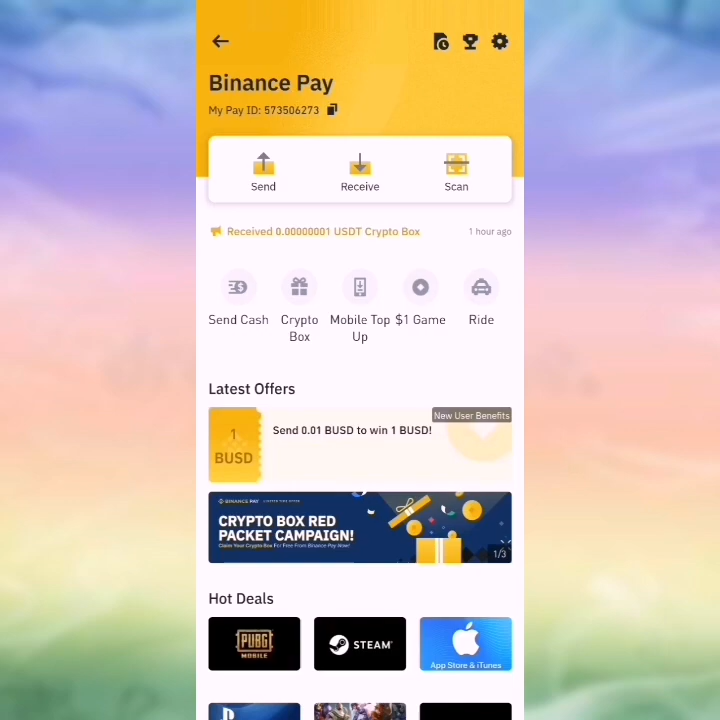 Binance Pay
My Pay ID: 573506273
Send
Receive
Scan
Received 0.00000001 USDT Crypto Box
1 hour ago
Send Cash
Crypto Box
Mobile Top Up
$1 Game
Ride
Latest Offers
New User Benefits
1 BUSD
Send 0.01 BUSD to win 1 BUSD!
BINANCE PAY
CRYPTO BOX RED
PACKET CAMPAIGN!
Claim Your Crypto Box For Free From Binance Pay Now!
1/3
Hot Deals
PUBG
MOBILE
STEAM
App Store & iTunes